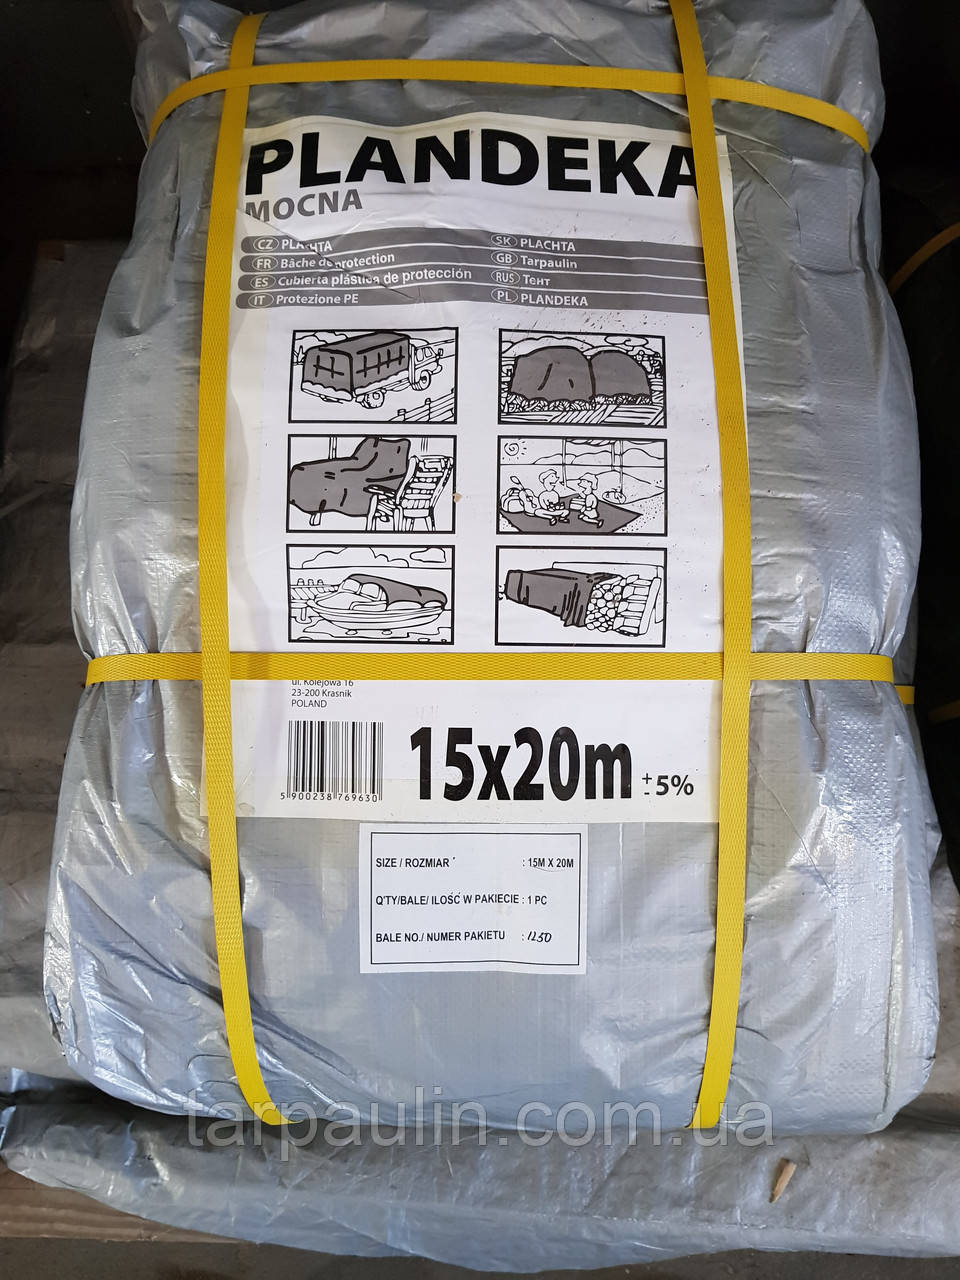 PLANDEKA
MOCNA
CZ PLACHTA
FR Bâche de protection
ES Cubierta plástica de protección
IT Protezione PE
SK PLACHTA
GB Tarpaulin
RUS Тент
PL PLANDEKA
ul. Kolejowa 16
23-200 Krasnik
POLAND
5 900238 769630
15x20m +- 5%
SIZE / ROZMIAR : 15M X 20M
Q'TY/BALE/ ILOŚĆ W PAKIECIE : 1 PC
BALE NO./ NUMER PAKIETU : 1250
tarpaulin.com.ua